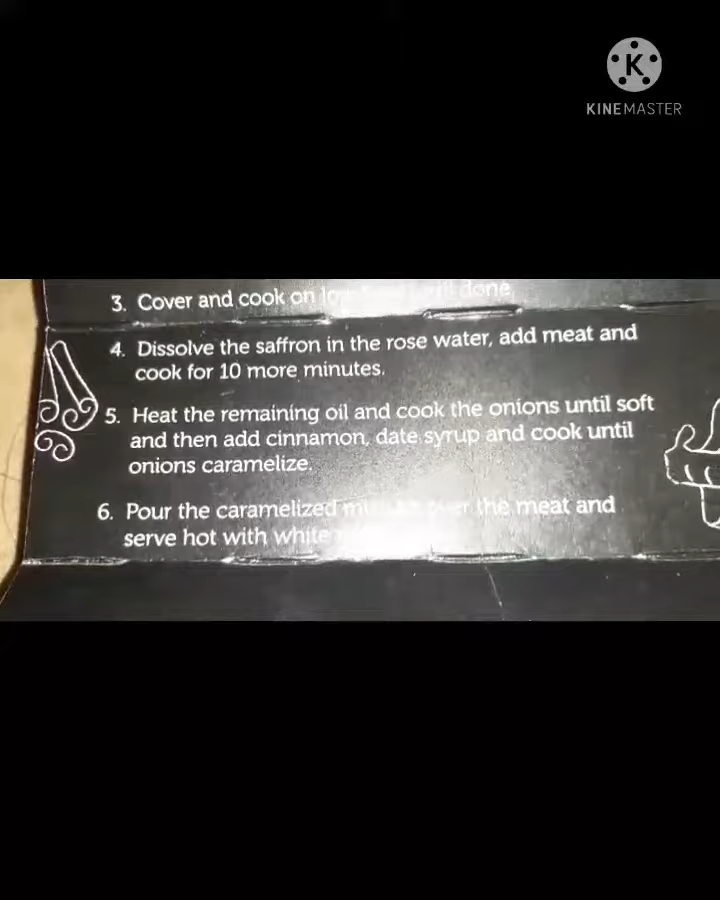 KINEMASTER
3. Cover and cook on done.
4. Dissolve the saffron in the rose water, add meat and
cook for 10 more minutes.
5. Heat the remaining oil and cook the onions until soft
and then add cinnamon, date syrup and cook until
onions caramelize.
6. Pour the caramelized the meat and
serve hot with white